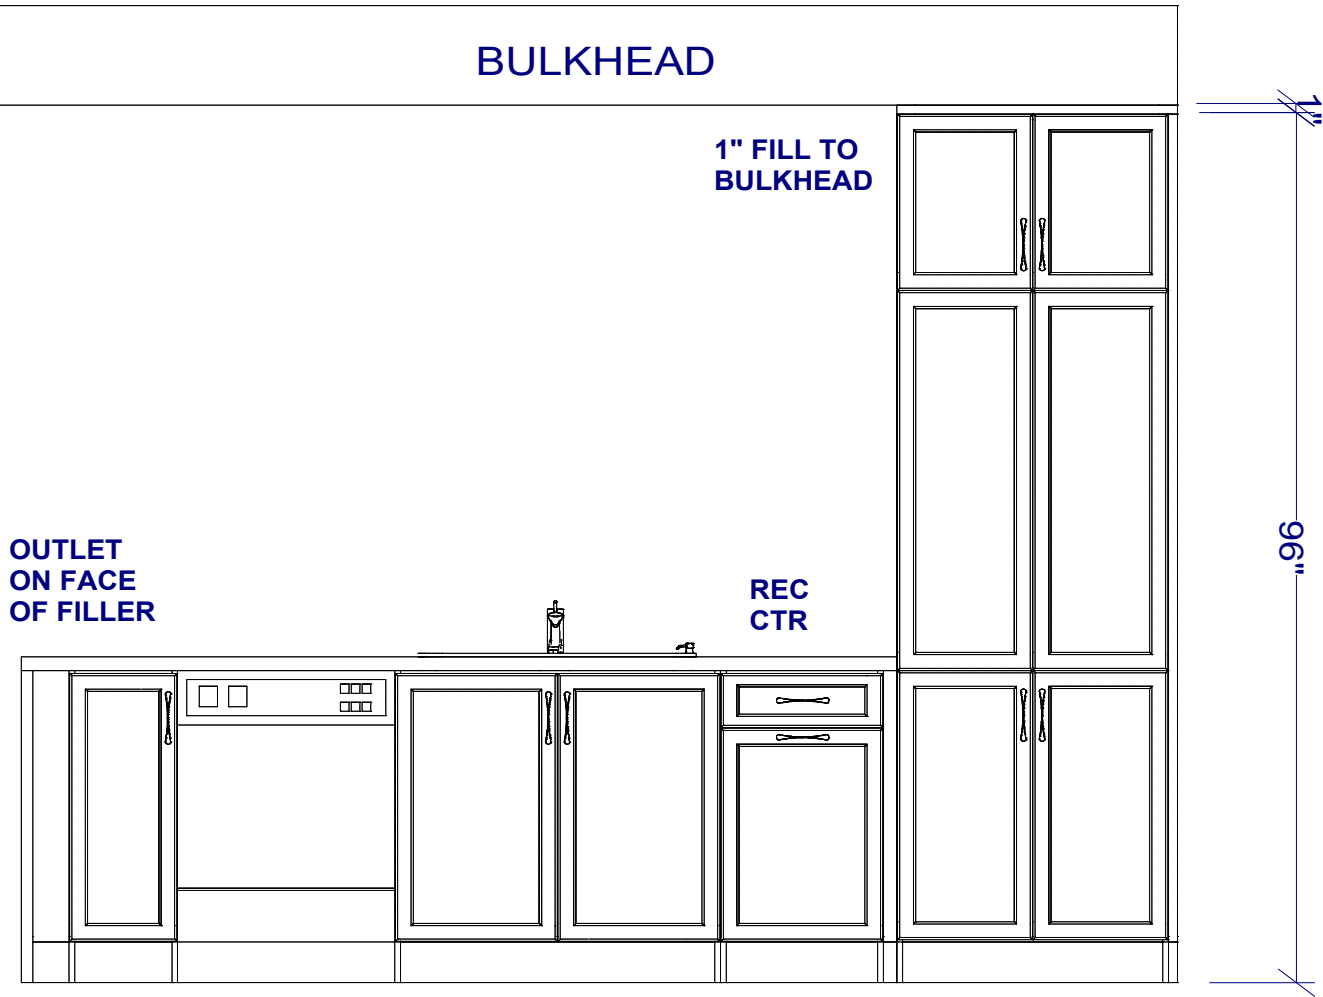 BULKHEAD
1"
1" FILL TO
BULKHEAD
96"
OUTLET
ON FACE
OF FILLER
REC
CTR